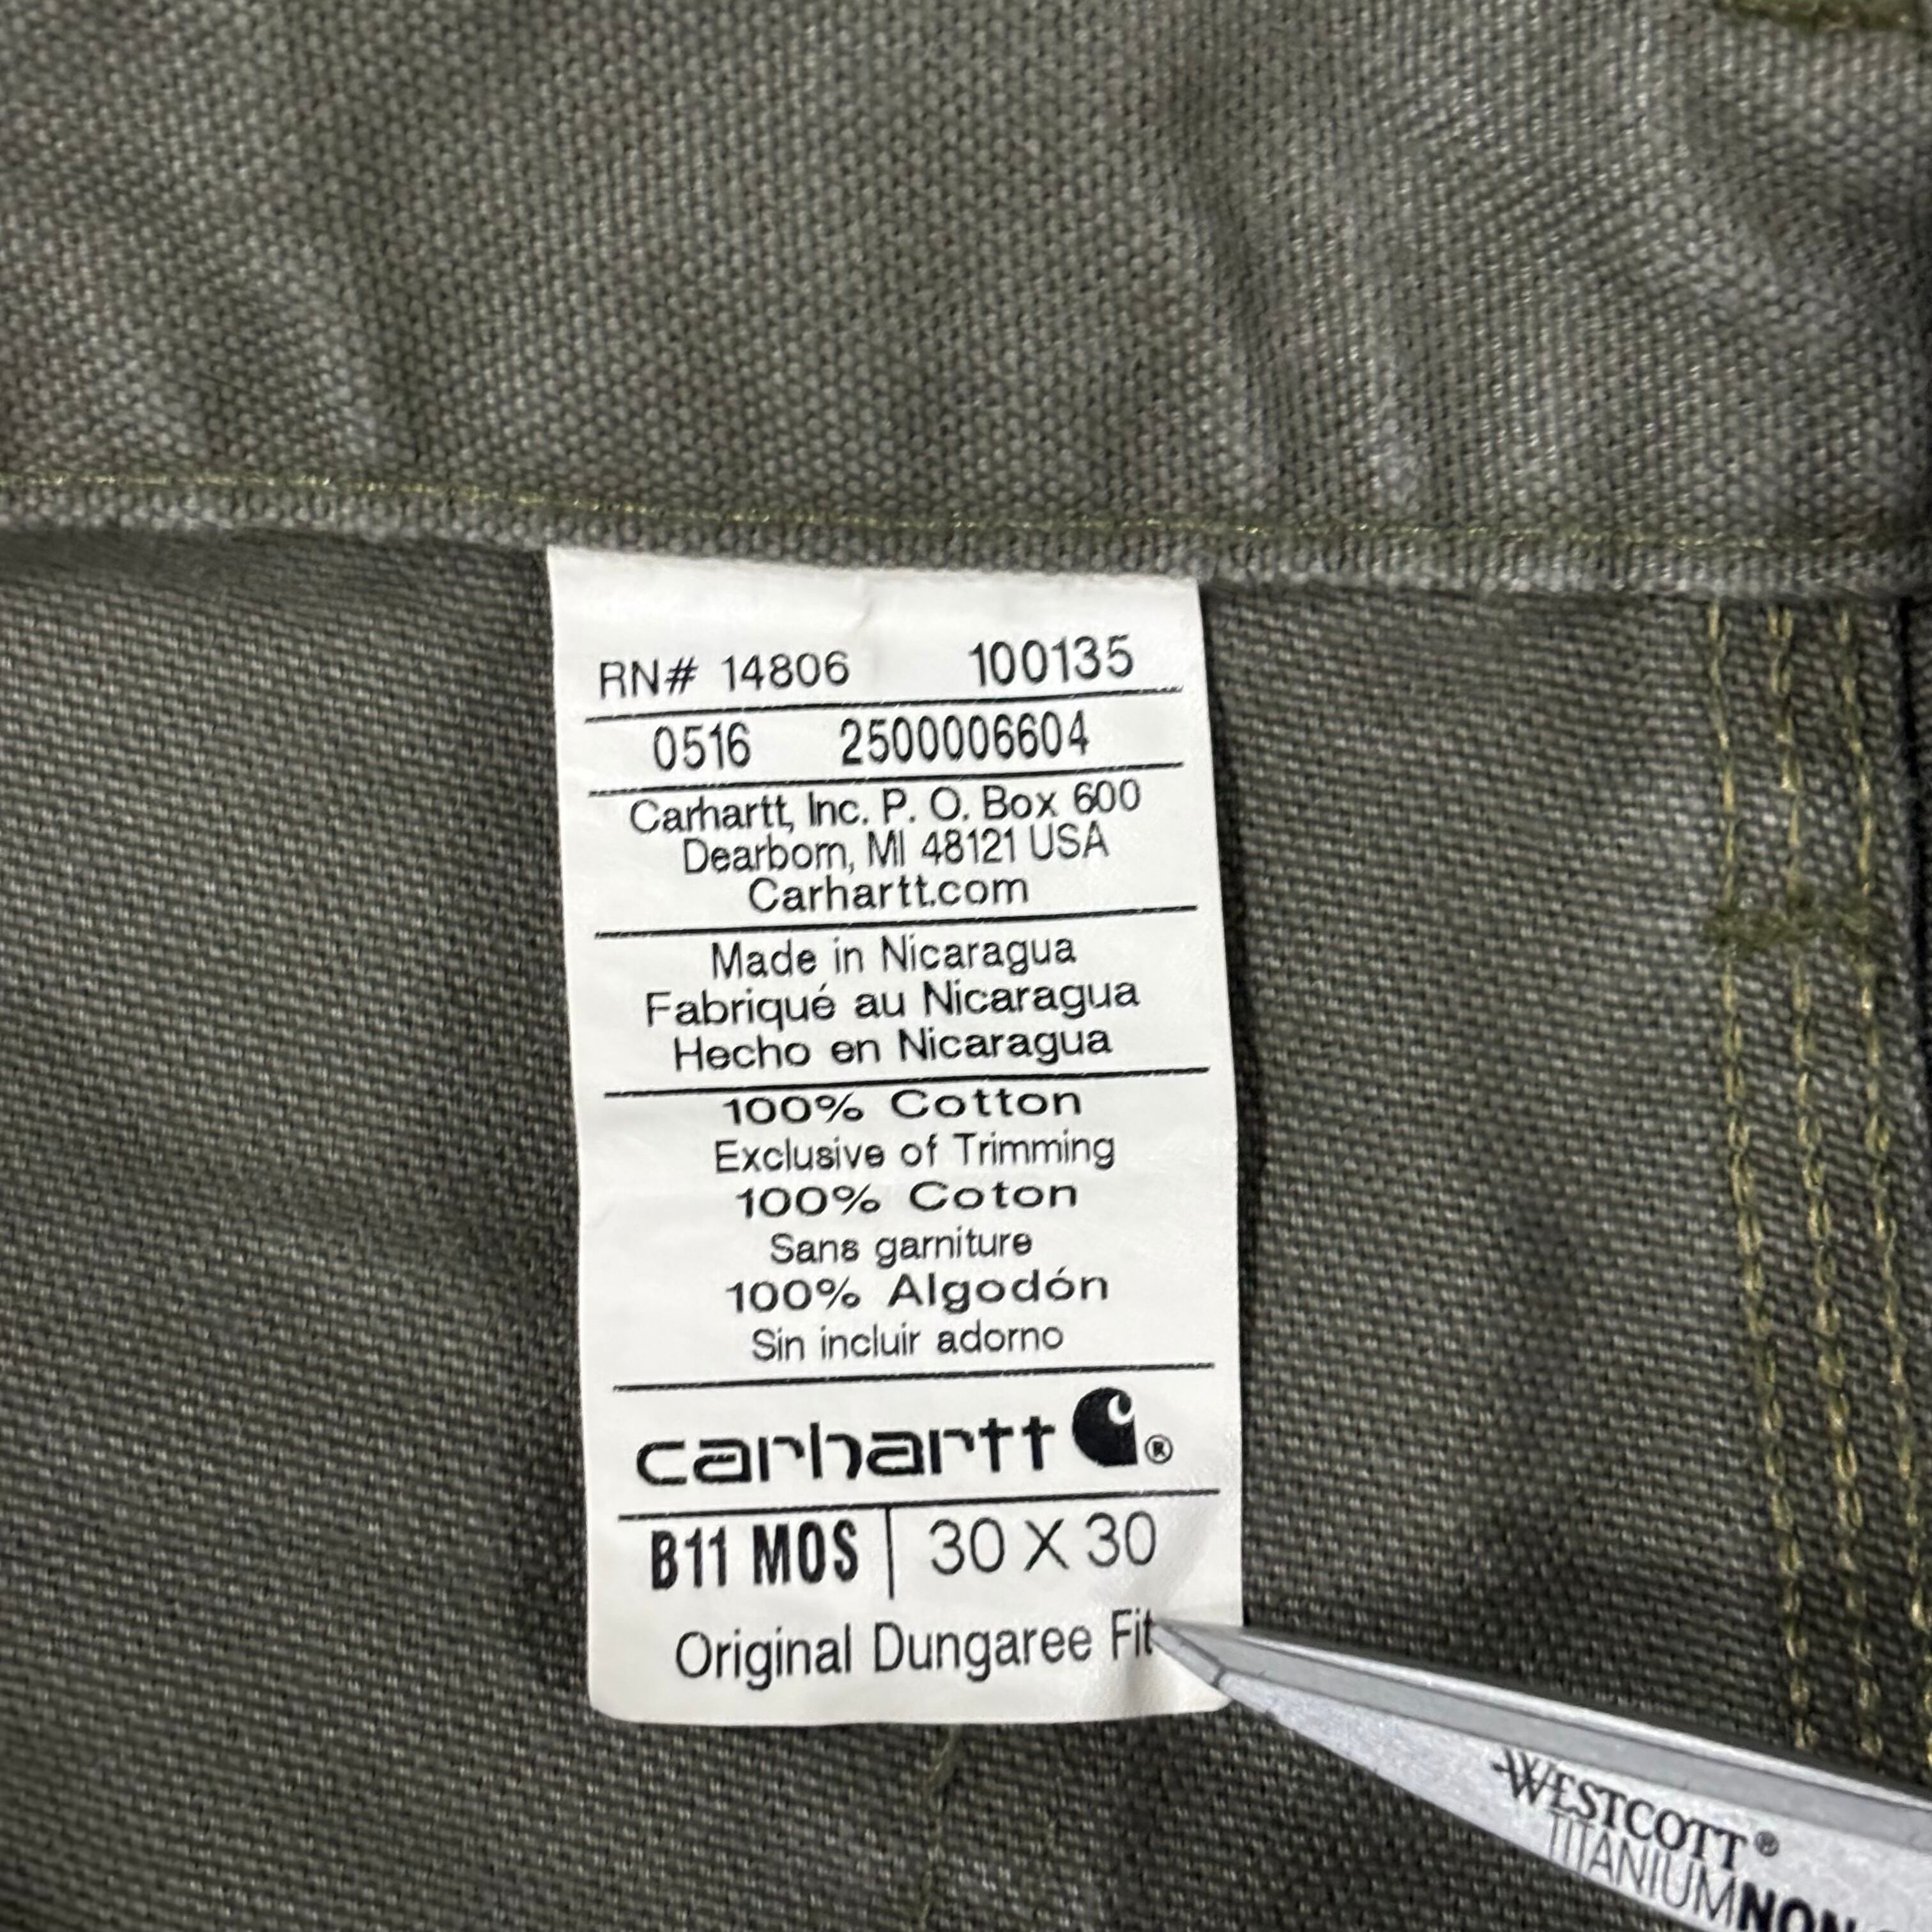 RN# 14806 100135
0516 2500006604
Carhartt, Inc. P. O. Box 600
Dearborn, MI 48121 USA
Carhartt.com
Made in Nicaragua
Fabriqué au Nicaragua
Hecho en Nicaragua
100% Cotton
Exclusive of Trimming
100% Coton
Sans garniture
100% Algodón
Sin incluir adorno
carhartt ®
B11 MOS 30 X 30
Original Dungaree Fit
WESTCOTT®
TITANIUM